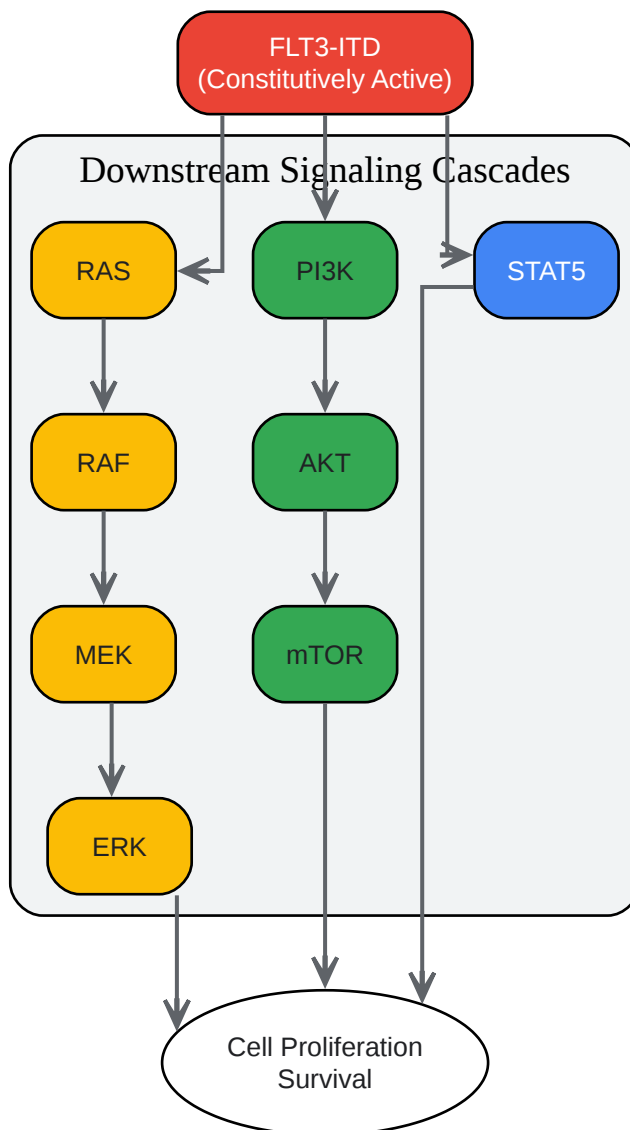 FLT3-ITD
(Constitutively Active)
Downstream Signaling Cascades
RAS
PI3K
STAT5
RAF
AKT
MEK
mTOR
ERK
Cell Proliferation
Survival